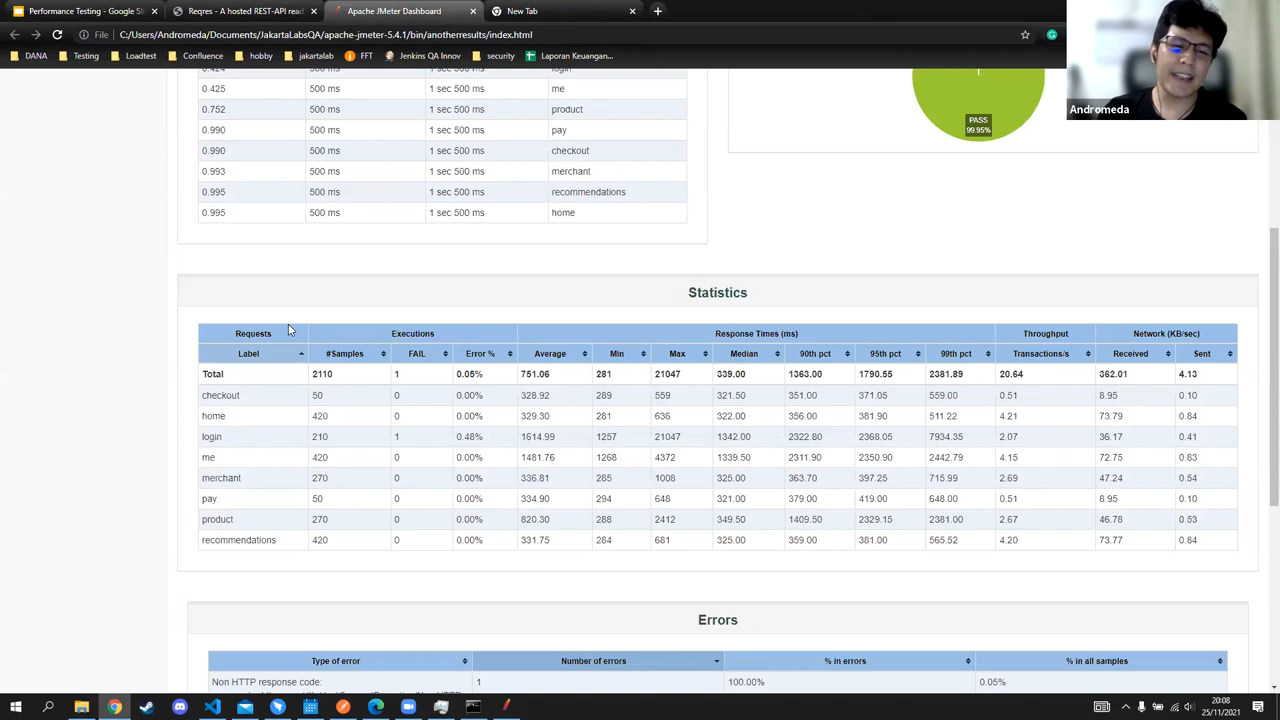 Performance Testing - Google Sli
Reqres - A hosted REST-API read
Apache JMeter Dashboard
New Tab
File
C:/Users/Andromeda/Documents/JakartaLabsQA/apache-jmeter-5.4.1/bin/anotherresults/index.html
DANA
Testing
Loadtest
Confluence
hobby
jakartalab
FFT
Jenkins QA Innov
security
Laporan Keuangan...
Andromeda
0.424 500 ms 1 sec 500 ms login
0.425 500 ms 1 sec 500 ms me
0.752 500 ms 1 sec 500 ms product
0.990 500 ms 1 sec 500 ms pay
0.990 500 ms 1 sec 500 ms checkout
0.993 500 ms 1 sec 500 ms merchant
0.995 500 ms 1 sec 500 ms recommendations
0.995 500 ms 1 sec 500 ms home
PASS
99.95%
Statistics
Requests Executions Response Times (ms) Throughput Network (KB/sec)
Label #Samples FAIL Error % Average Min Max Median 90th pct 95th pct 99th pct Transactions/s Received Sent
Total 2110 1 0.05% 751.06 281 21047 339.00 1363.00 1790.55 2381.89 20.64 362.01 4.13
checkout 50 0 0.00% 328.92 289 559 321.50 351.00 371.05 559.00 0.51 8.95 0.10
home 420 0 0.00% 329.30 281 636 322.00 356.00 381.90 511.22 4.21 73.79 0.84
login 210 1 0.48% 1614.99 1257 21047 1342.00 2322.80 2368.05 7934.35 2.07 36.17 0.41
me 420 0 0.00% 1481.76 1268 4372 1339.50 2311.90 2350.90 2442.79 4.15 72.75 0.83
merchant 270 0 0.00% 336.81 285 1008 325.00 363.70 397.25 715.99 2.69 47.24 0.54
pay 50 0 0.00% 334.90 294 648 321.00 379.00 419.00 648.00 0.51 8.95 0.10
product 270 0 0.00% 820.30 288 2412 349.50 1409.50 2329.15 2381.00 2.67 46.78 0.53
recommendations 420 0 0.00% 331.75 284 681 325.00 359.00 381.00 565.52 4.20 73.77 0.84
Errors
Type of error Number of errors % in errors % in all samples
Non HTTP response code: 1 100.00% 0.05%
20:08
25/11/2021